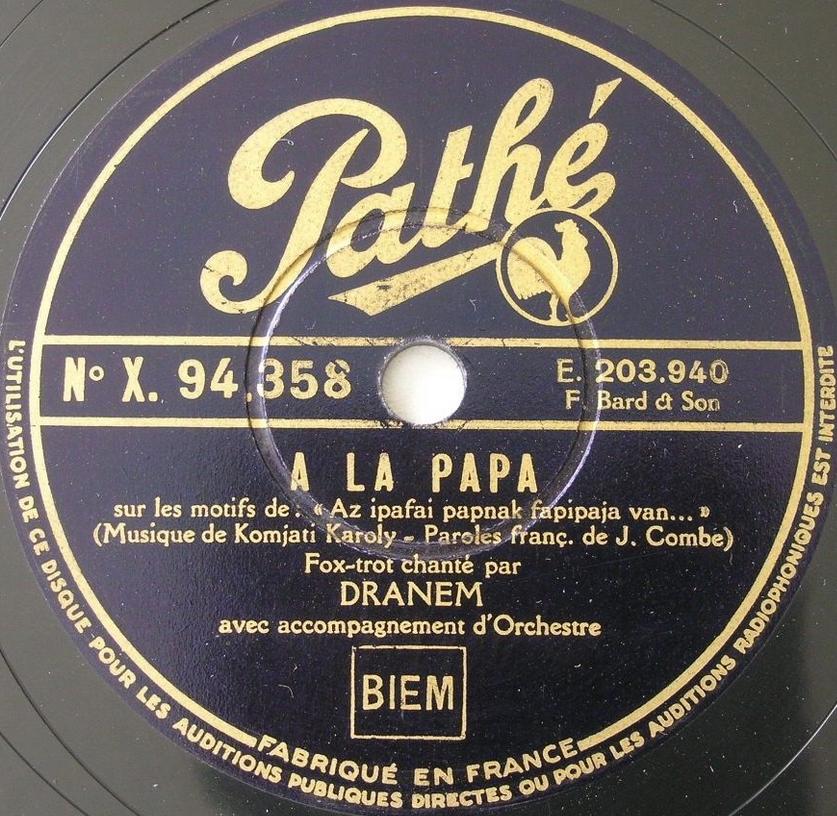 Pathé
No X. 94.358
E. 203.940
F. Bard & Son
A LA PAPA
sur les motifs de : « Az ipafai papnak fapipaja van... »
(Musique de Komjati Karoly - Paroles franç. de J. Combe)
Fox-trot chanté par
DRANEM
avec accompagnement d'Orchestre
BIEM
FABRIQUÉ EN FRANCE
L'UTILISATION DE CE DISQUE POUR LES AUDITIONS PUBLIQUES DIRECTES OU POUR LES AUDITIONS RADIOPHONIQUES EST INTERDITE